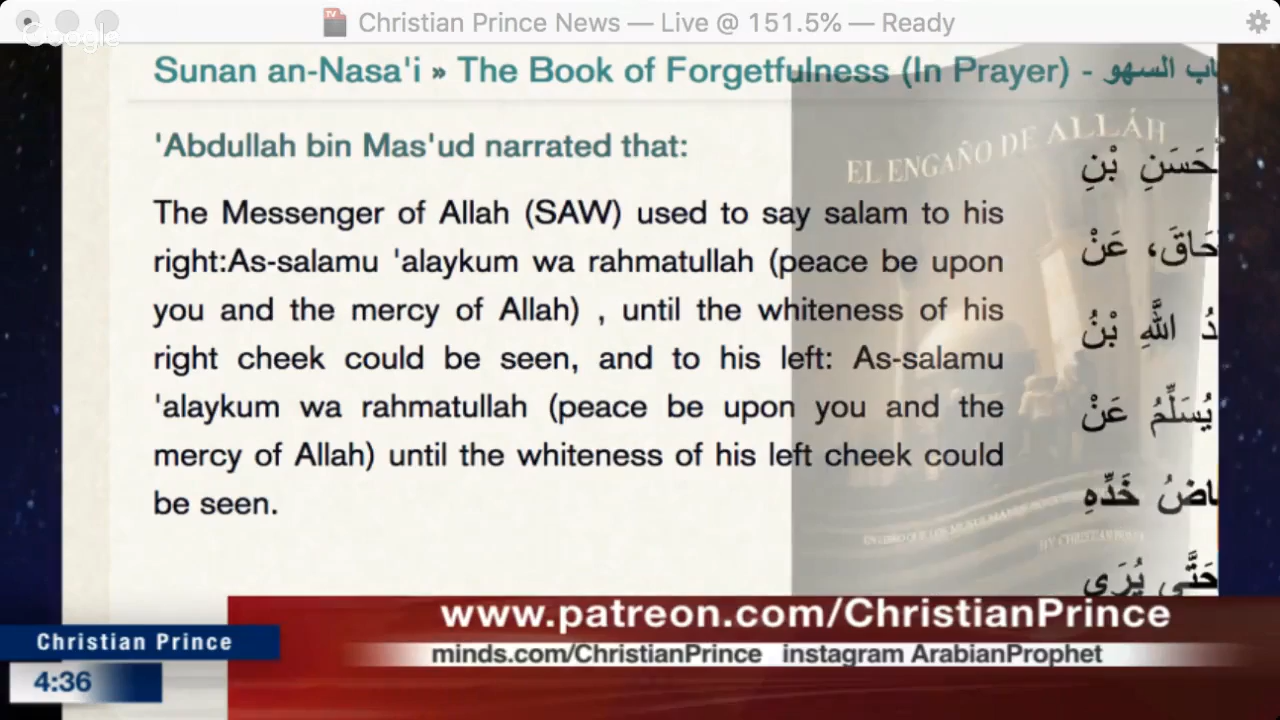 Christian Prince News — Live @ 151.5% — Ready
Google
Sunan an-Nasa'i » The Book of Forgetfulness (In Prayer) - اب السهو
'Abdullah bin Mas'ud narrated that:
EL ENGAÑO DE ALLÁH
The Messenger of Allah (SAW) used to say salam to his
right:As-salamu 'alaykum wa rahmatullah (peace be upon
you and the mercy of Allah) , until the whiteness of his
right cheek could be seen, and to his left: As-salamu
'alaykum wa rahmatullah (peace be upon you and the
mercy of Allah) until the whiteness of his left cheek could
be seen.
حَسَنِ بْنِ
حَاقَ، عَنْ
دُ اللَّهِ بْنُ
يُسَلِّمُ عَنْ
اضُ خَدِّهِ
حَتَّى يُرَى
www.patreon.com/ChristianPrince
Christian Prince
minds.com/ChristianPrince instagram ArabianProphet
4:36